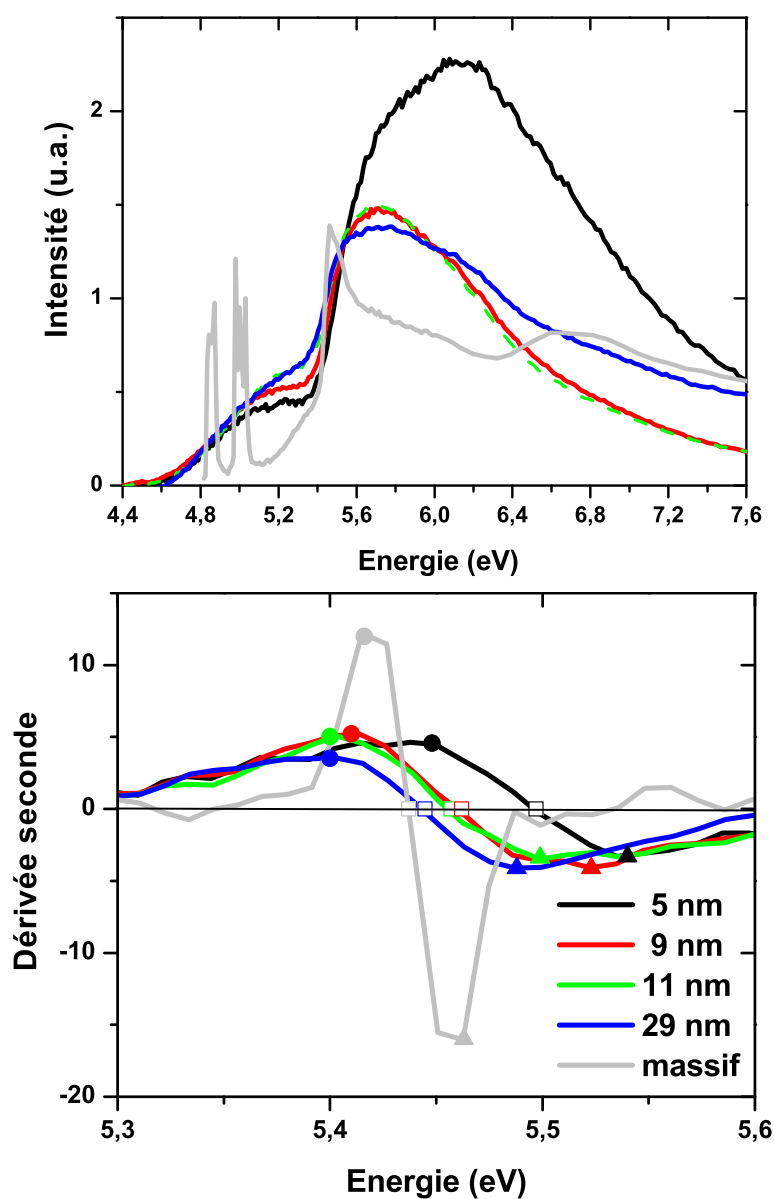 Intensité (u.a.)
2
1
0
4,4 4,8 5,2 5,6 6,0 6,4 6,8 7,2 7,6
Energie (eV)
Dérivée seconde
10
0
-10
-20
5 nm
9 nm
11 nm
29 nm
massif
5,3 5,4 5,5 5,6
Energie (eV)